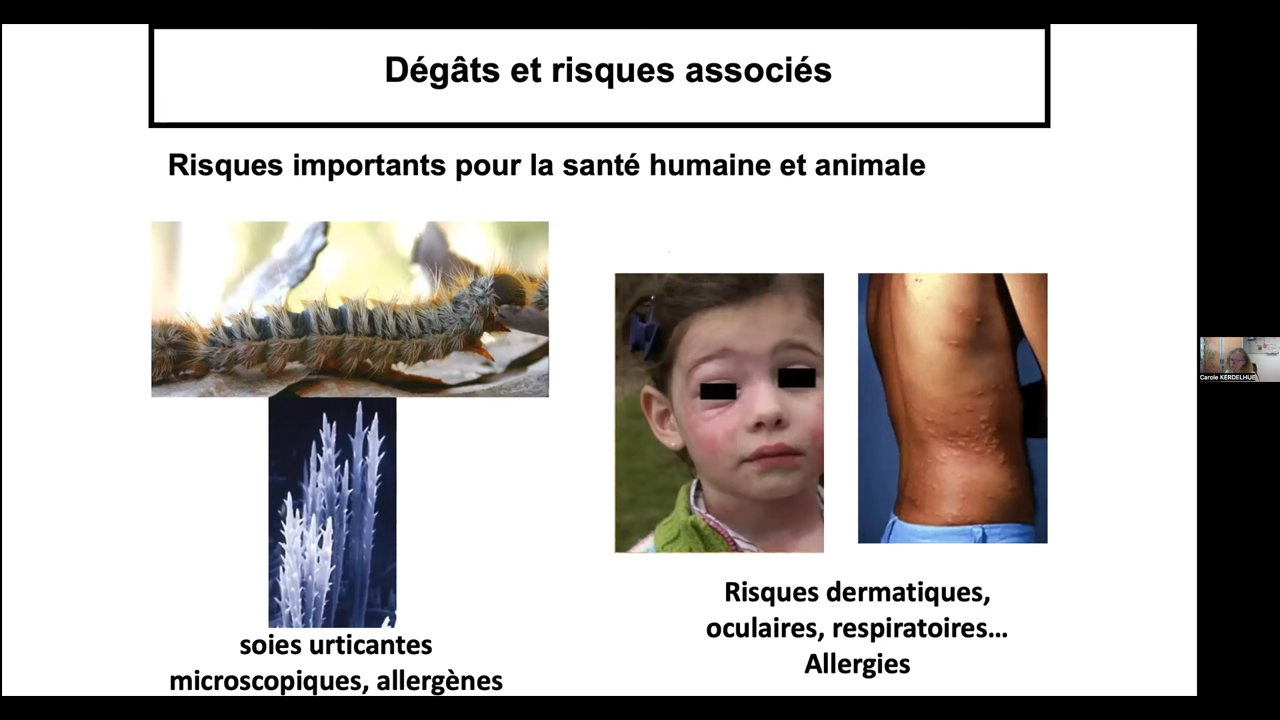 Dégâts et risques associés
Risques importants pour la santé humaine et animale
soies urticantes
microscopiques, allergènes
Risques dermatiques,
oculaires, respiratoires...
Allergies
Carole KERDELHUE